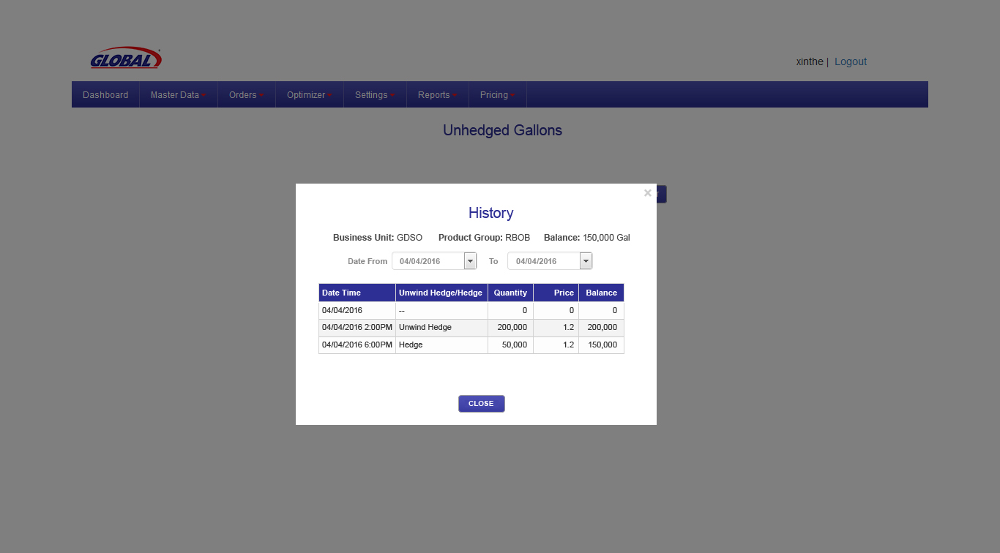 GLOBAL
xinthe | Logout
Dashboard Master Data Orders Optimizer Settings Reports Pricing
Unhedged Gallons
×
History
Business Unit: GDSO Product Group: RBOB Balance: 150,000 Gal
Date From 04/04/2016 To 04/04/2016
Date Time Unwind Hedge/Hedge Quantity Price Balance
04/04/2016 -- 0 0 0
04/04/2016 2:00PM Unwind Hedge 200,000 1.2 200,000
04/04/2016 6:00PM Hedge 50,000 1.2 150,000
CLOSE